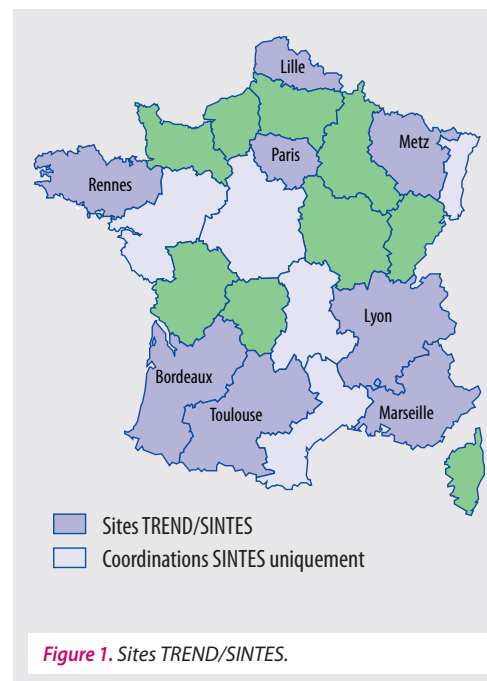 Lille
Metz
Paris
Rennes
Lyon
Bordeaux
Toulouse
Marseille
Sites TREND/SINTES
Coordinations SINTES uniquement
Figure 1. Sites TREND/SINTES.